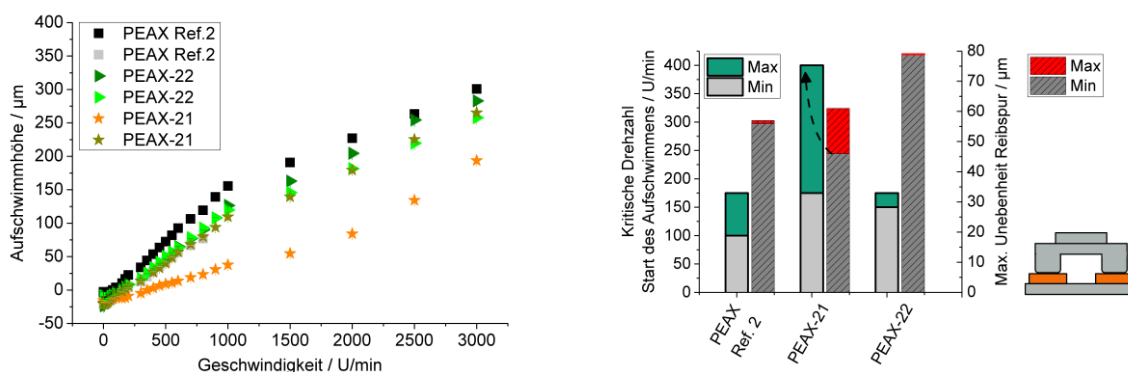 400
350
300
250
200
150
100
50
0
-50
Aufschwimmhöhe / µm
PEAX Ref.2
PEAX Ref.2
PEAX-22
PEAX-22
PEAX-21
PEAX-21
0
500
1000
1500
2000
2500
3000
Geschwindigkeit / U/min
Kritische Drehzahl
Start des Aufschwimmens / U/min
400
350
300
250
200
150
100
50
0
Max
Min
PEAX
Ref. 2
PEAX-21
PEAX-22
80
70
60
50
40
30
20
10
0
Max. Unebenheit Reibspur / µm
Max
Min